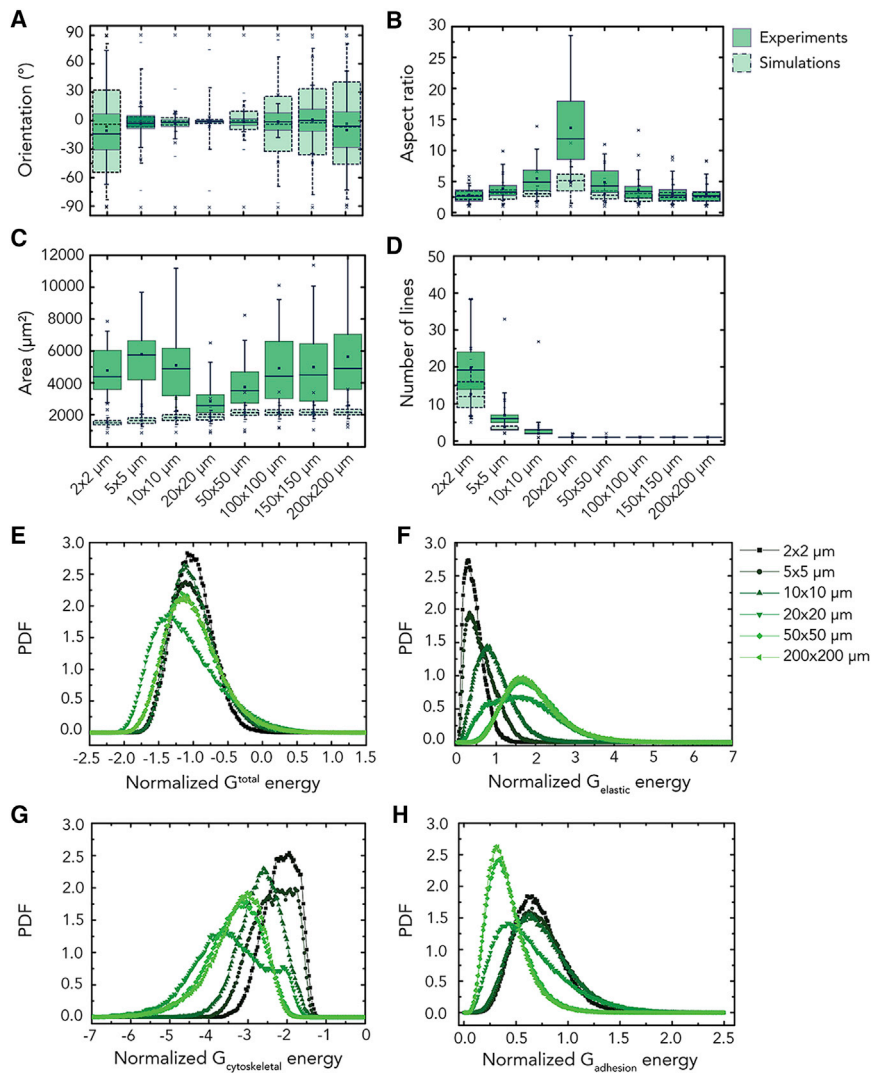 A
90
60
30
0
-30
-60
-90
Orientation (°)
B
30
25
20
15
10
5
0
Aspect ratio
Experiments
Simulations
C
12000
10000
8000
6000
4000
2000
Area (μm²)
2x2 μm
5x5 μm
10x10 μm
20x20 μm
50x50 μm
100x100 μm
150x150 μm
200x200 μm
D
50
40
30
20
10
0
Number of lines
2x2 μm
5x5 μm
10x10 μm
20x20 μm
50x50 μm
100x100 μm
150x150 μm
200x200 μm
E
3.0
2.5
2.0
1.5
1.0
0.5
0.0
PDF
-2.5 -2.0 -1.5 -1.0 -0.5 0.0 0.5 1.0 1.5
Normalized Gtotal energy
F
3.0
2.5
2.0
1.5
1.0
0.5
0.0
PDF
0 1 2 3 4 5 6 7
Normalized Gelastic energy
2x2 μm
5x5 μm
10x10 μm
20x20 μm
50x50 μm
200x200 μm
G
3.0
2.5
2.0
1.5
1.0
0.5
0.0
PDF
-7 -6 -5 -4 -3 -2 -1 0
Normalized Gcytoskeletal energy
H
3.0
2.5
2.0
1.5
1.0
0.5
0.0
PDF
0.0 0.5 1.0 1.5 2.0 2.5
Normalized Gadhesion energy